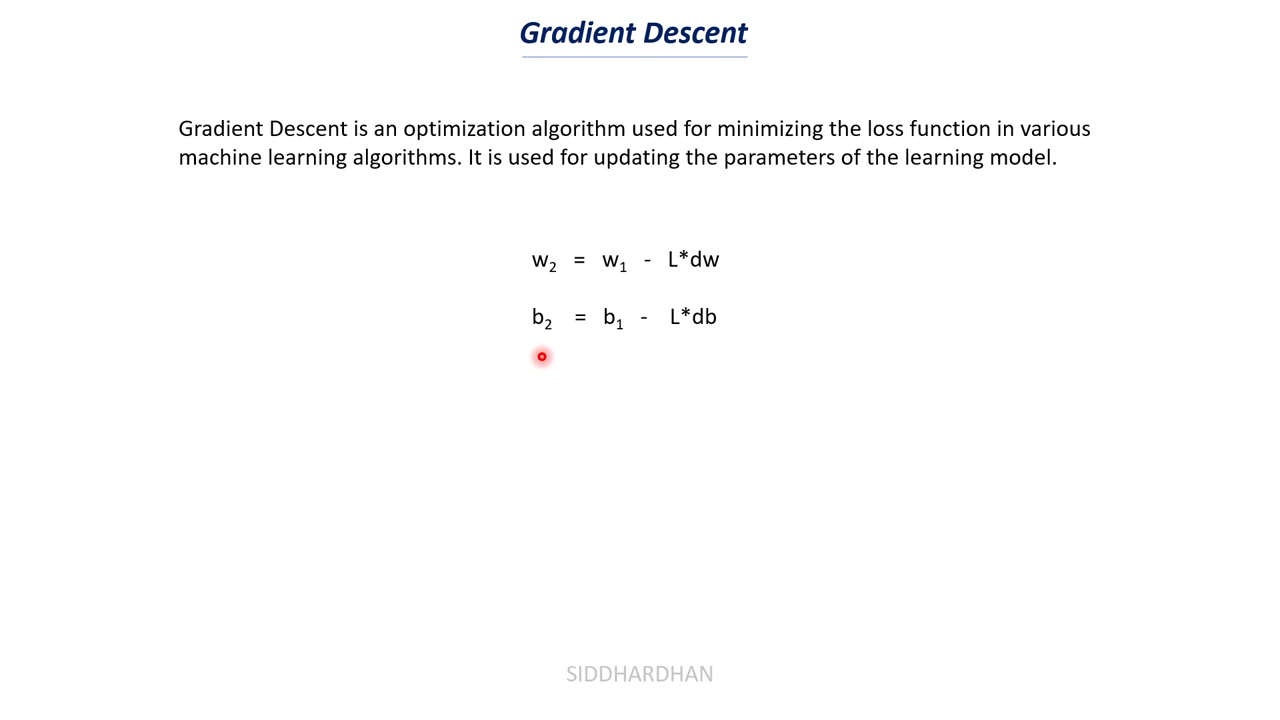 Gradient Descent
Gradient Descent is an optimization algorithm used for minimizing the loss function in various
machine learning algorithms. It is used for updating the parameters of the learning model.
w₂ = w₁ - L*dw
b₂ = b₁ - L*db
SIDDHARDHAN